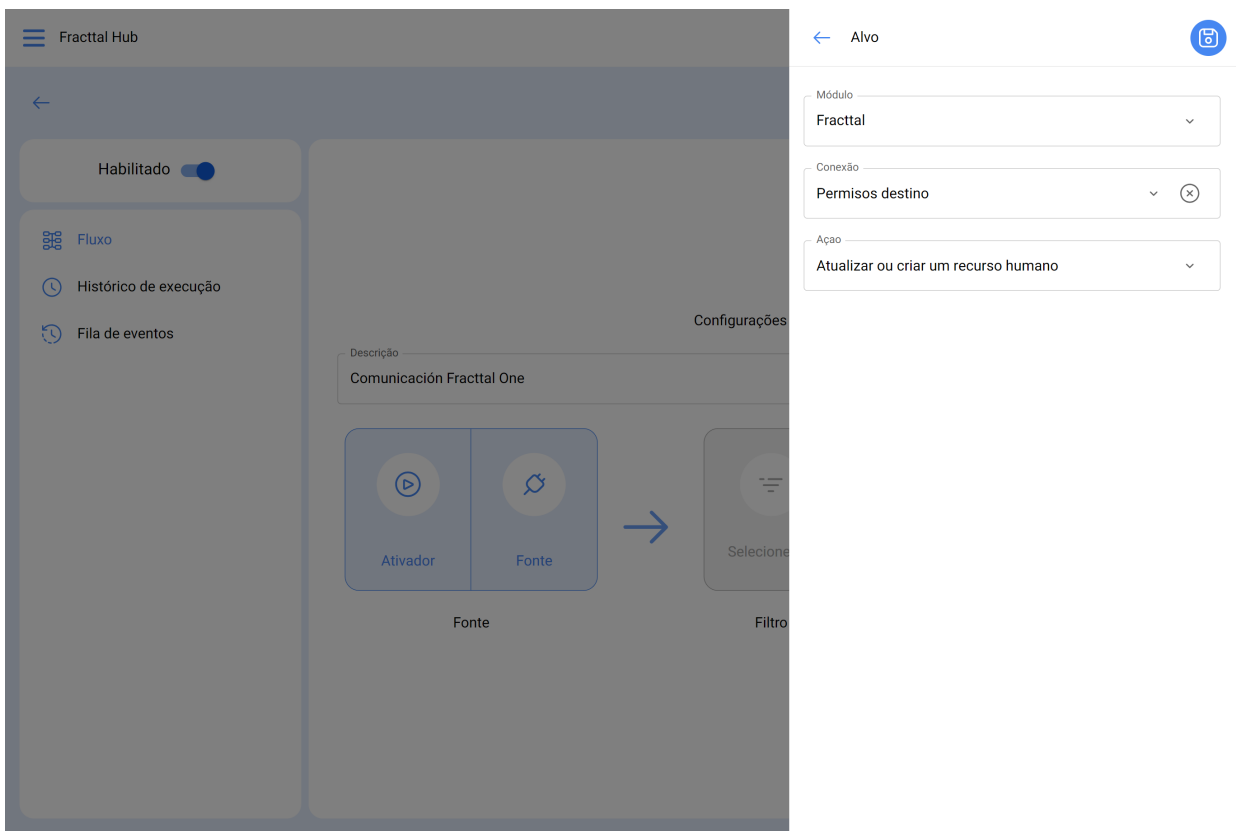 Fracttal Hub
Habilitado
Fluxo
Histórico de execução
Fila de eventos
Configurações
Descrição
Comunicación Fracttal One
Ativador
Fonte
Selecione
Fonte
Filtro
Alvo
Módulo
Fracttal
Conexão
Permisos destino
Açao
Atualizar ou criar um recurso humano